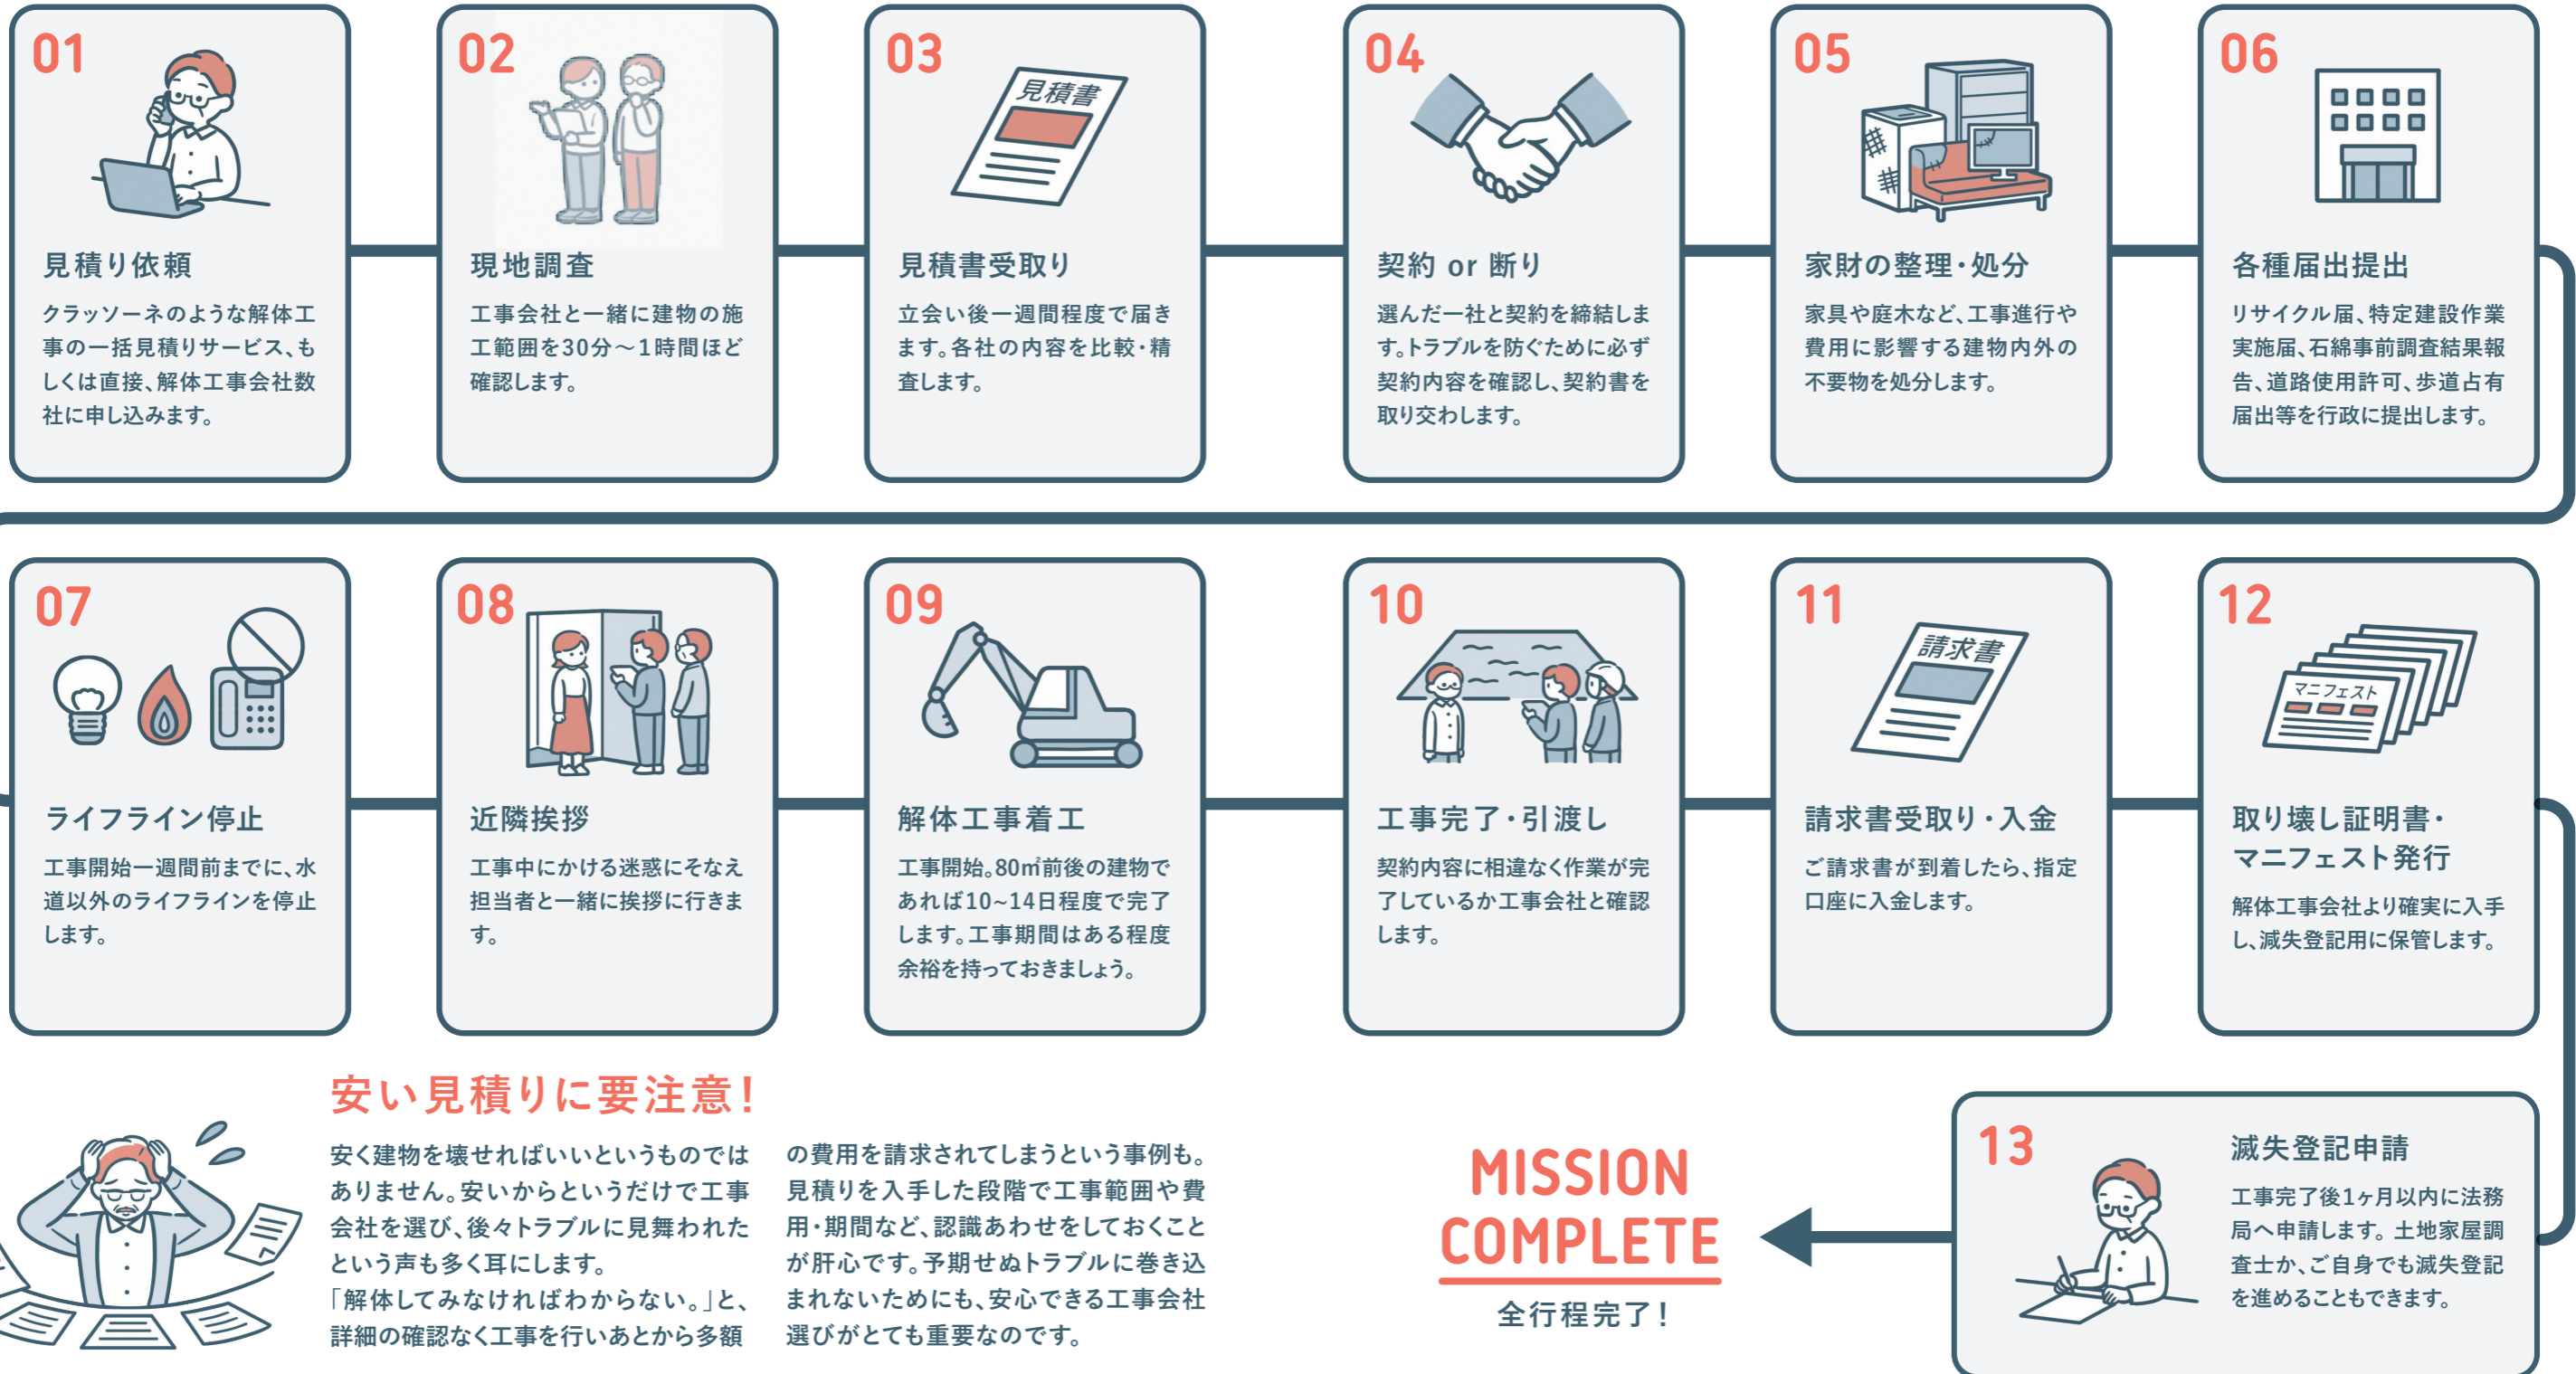 01
見積り依頼
クラッソーネのような解体工
事の一括見積りサービス、も
しくは直接、解体工事会社数
社に申し込みます。
02
現地調査
工事会社と一緒に建物の施
工範囲を30分～1時間ほど
確認します。
03
見積書
見積書受取り
立会い後一週間程度で届き
ます。各社の内容を比較・精
査します。
04
契約 or 断り
選んだ一社と契約を締結しま
す。トラブルを防ぐために必ず
契約内容を確認し、契約書を
取り交わします。
05
家財の整理・処分
家具や庭木など、工事進行や
費用に影響する建物内外の
不要物を処分します。
06
各種届出提出
リサイクル届、特定建設作業
実施届、石綿事前調査結果報
告、道路使用許可、歩道占有
届出等を行政に提出します。
07
ライフライン停止
工事開始一週間前までに、水
道以外のライフラインを停止
します。
08
近隣挨拶
工事中にかける迷惑にそなえ
担当者と一緒に挨拶に行きま
す。
09
解体工事着工
工事開始。80㎡前後の建物で
あれば10~14日程度で完了
します。工事期間はある程度
余裕を持っておきましょう。
10
工事完了・引渡し
契約内容に相違なく作業が完
了しているか工事会社と確認
します。
11
請求書
請求書受取り・入金
ご請求書が到着したら、指定
口座に入金します。
12
マニフェスト
取り壊し証明書・
マニフェスト発行
解体工事会社より確実に入手
し、滅失登記用に保管します。
安い見積りに要注意！
安く建物を壊せればいいというものでは
ありません。安いからというだけで工事
会社を選び、後々トラブルに見舞われた
という声も多く耳にします。
「解体してみなければわからない。」と、
詳細の確認なく工事を行いあとから多額
の費用を請求されてしまうという事例も。
見積りを入手した段階で工事範囲や費
用・期間など、認識あわせをしておくこと
が肝心です。予期せぬトラブルに巻き込
まれないためにも、安心できる工事会社
選びがとても重要なのです。
13
滅失登記申請
工事完了後1ヶ月以内に法務
局へ申請します。土地家屋調
査士か、ご自身でも滅失登記
を進めることもできます。
MISSION
COMPLETE
全行程完了！